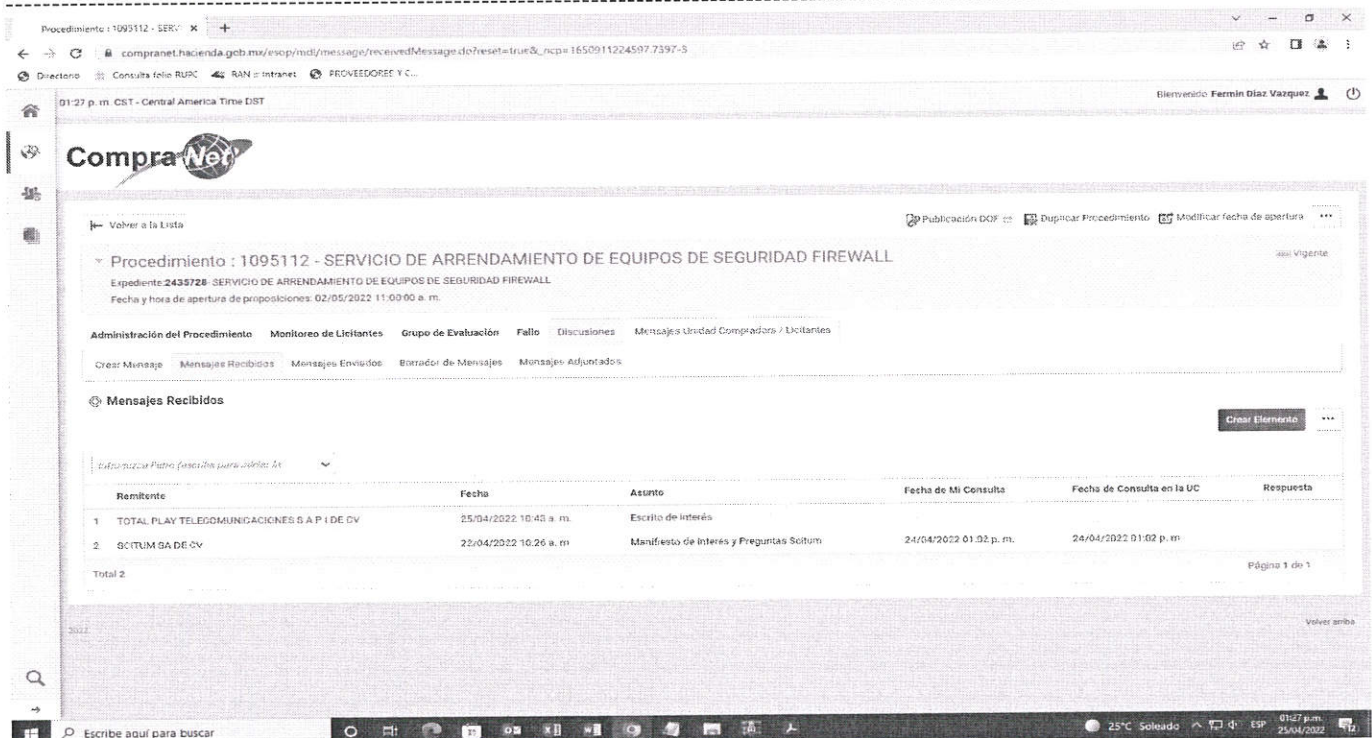 Procedimiento : 1095112 - SERV
compranet.hacienda.gob.mx/esop/mdl/message/receivedMessage.do?reset=true&_ncp=1650911224597.7397-3
Directorio Consulta folio RUPC RAN :: Intranet PROVEEDORES Y C...
01:27 p. m. CST - Central America Time DST Bienvenido Fermin Diaz Vazquez
CompraNet
Volver a la Lista Publicación DOF Duplicar Procedimiento Modificar fecha de apertura ...
Procedimiento : 1095112 - SERVICIO DE ARRENDAMIENTO DE EQUIPOS DE SEGURIDAD FIREWALL Vigente
Expediente:2435728- SERVICIO DE ARRENDAMIENTO DE EQUIPOS DE SEGURIDAD FIREWALL
Fecha y hora de apertura de proposiciones: 02/05/2022 11:00:00 a. m.
Administración del Procedimiento Monitoreo de Licitantes Grupo de Evaluación Fallo Discusiones Mensajes Unidad Compradora / Licitantes
Crear Mensaje Mensajes Recibidos Mensajes Enviados Borrador de Mensajes Mensajes Adjuntados
Mensajes Recibidos
Crear Elemento ...
Remitente Fecha Asunto Fecha de Mi Consulta Fecha de Consulta en la UC Respuesta
1 TOTAL PLAY TELECOMUNICACIONES S A P I DE CV 25/04/2022 10:43 a. m. Escrito de interés
2 SCITUM SA DE CV 22/04/2022 10:26 a. m Manifiesto de Interés y Preguntas Scitum 24/04/2022 01:02 p. m. 24/04/2022 01:02 p. m
Total 2 Página 1 de 1
2022 Volver arriba
Escribe aquí para buscar 25°C Soleado ESP 01:27 p.m.
25/04/2022